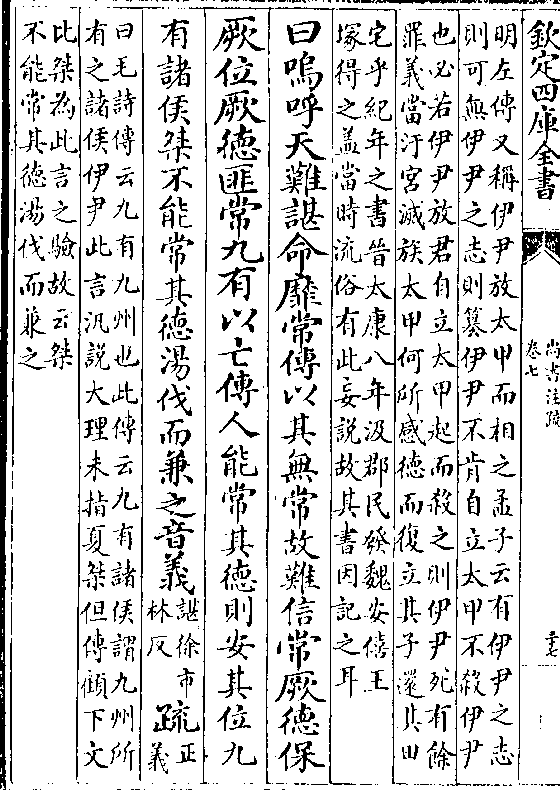 欽定四庫全書
尚書注疏
卷七
十七
明左傳又稱伊尹放太甲而相之孟子云有伊尹之志
則可無伊尹之志則簒伊尹不肯自立太甲不殺伊尹
也必若伊尹放君自立太甲起而殺之則伊尹死有餘
罪義當汙宮滅族太甲何所感德而復立其子還其田
宅乎紀年之書晉太康八年汲郡民發魏安僖王
塚得之蓋當時流俗有此妄說故其書因記之耳
曰嗚呼天難諶命靡常傳以其無常故難信常厥德保
厥位厥德匪常九有以亡傳人能常其德則安其位九
有諸侯桀不能常其德湯伐而兼之音義諶徐市
林反疏正
義
曰毛詩傳云九有九州也此傳云九有諸侯謂九州所
有之諸侯伊尹此言汎說大理未指夏桀但傳顧下文
比桀為此言之驗故云桀
不能常其德湯伐而兼之